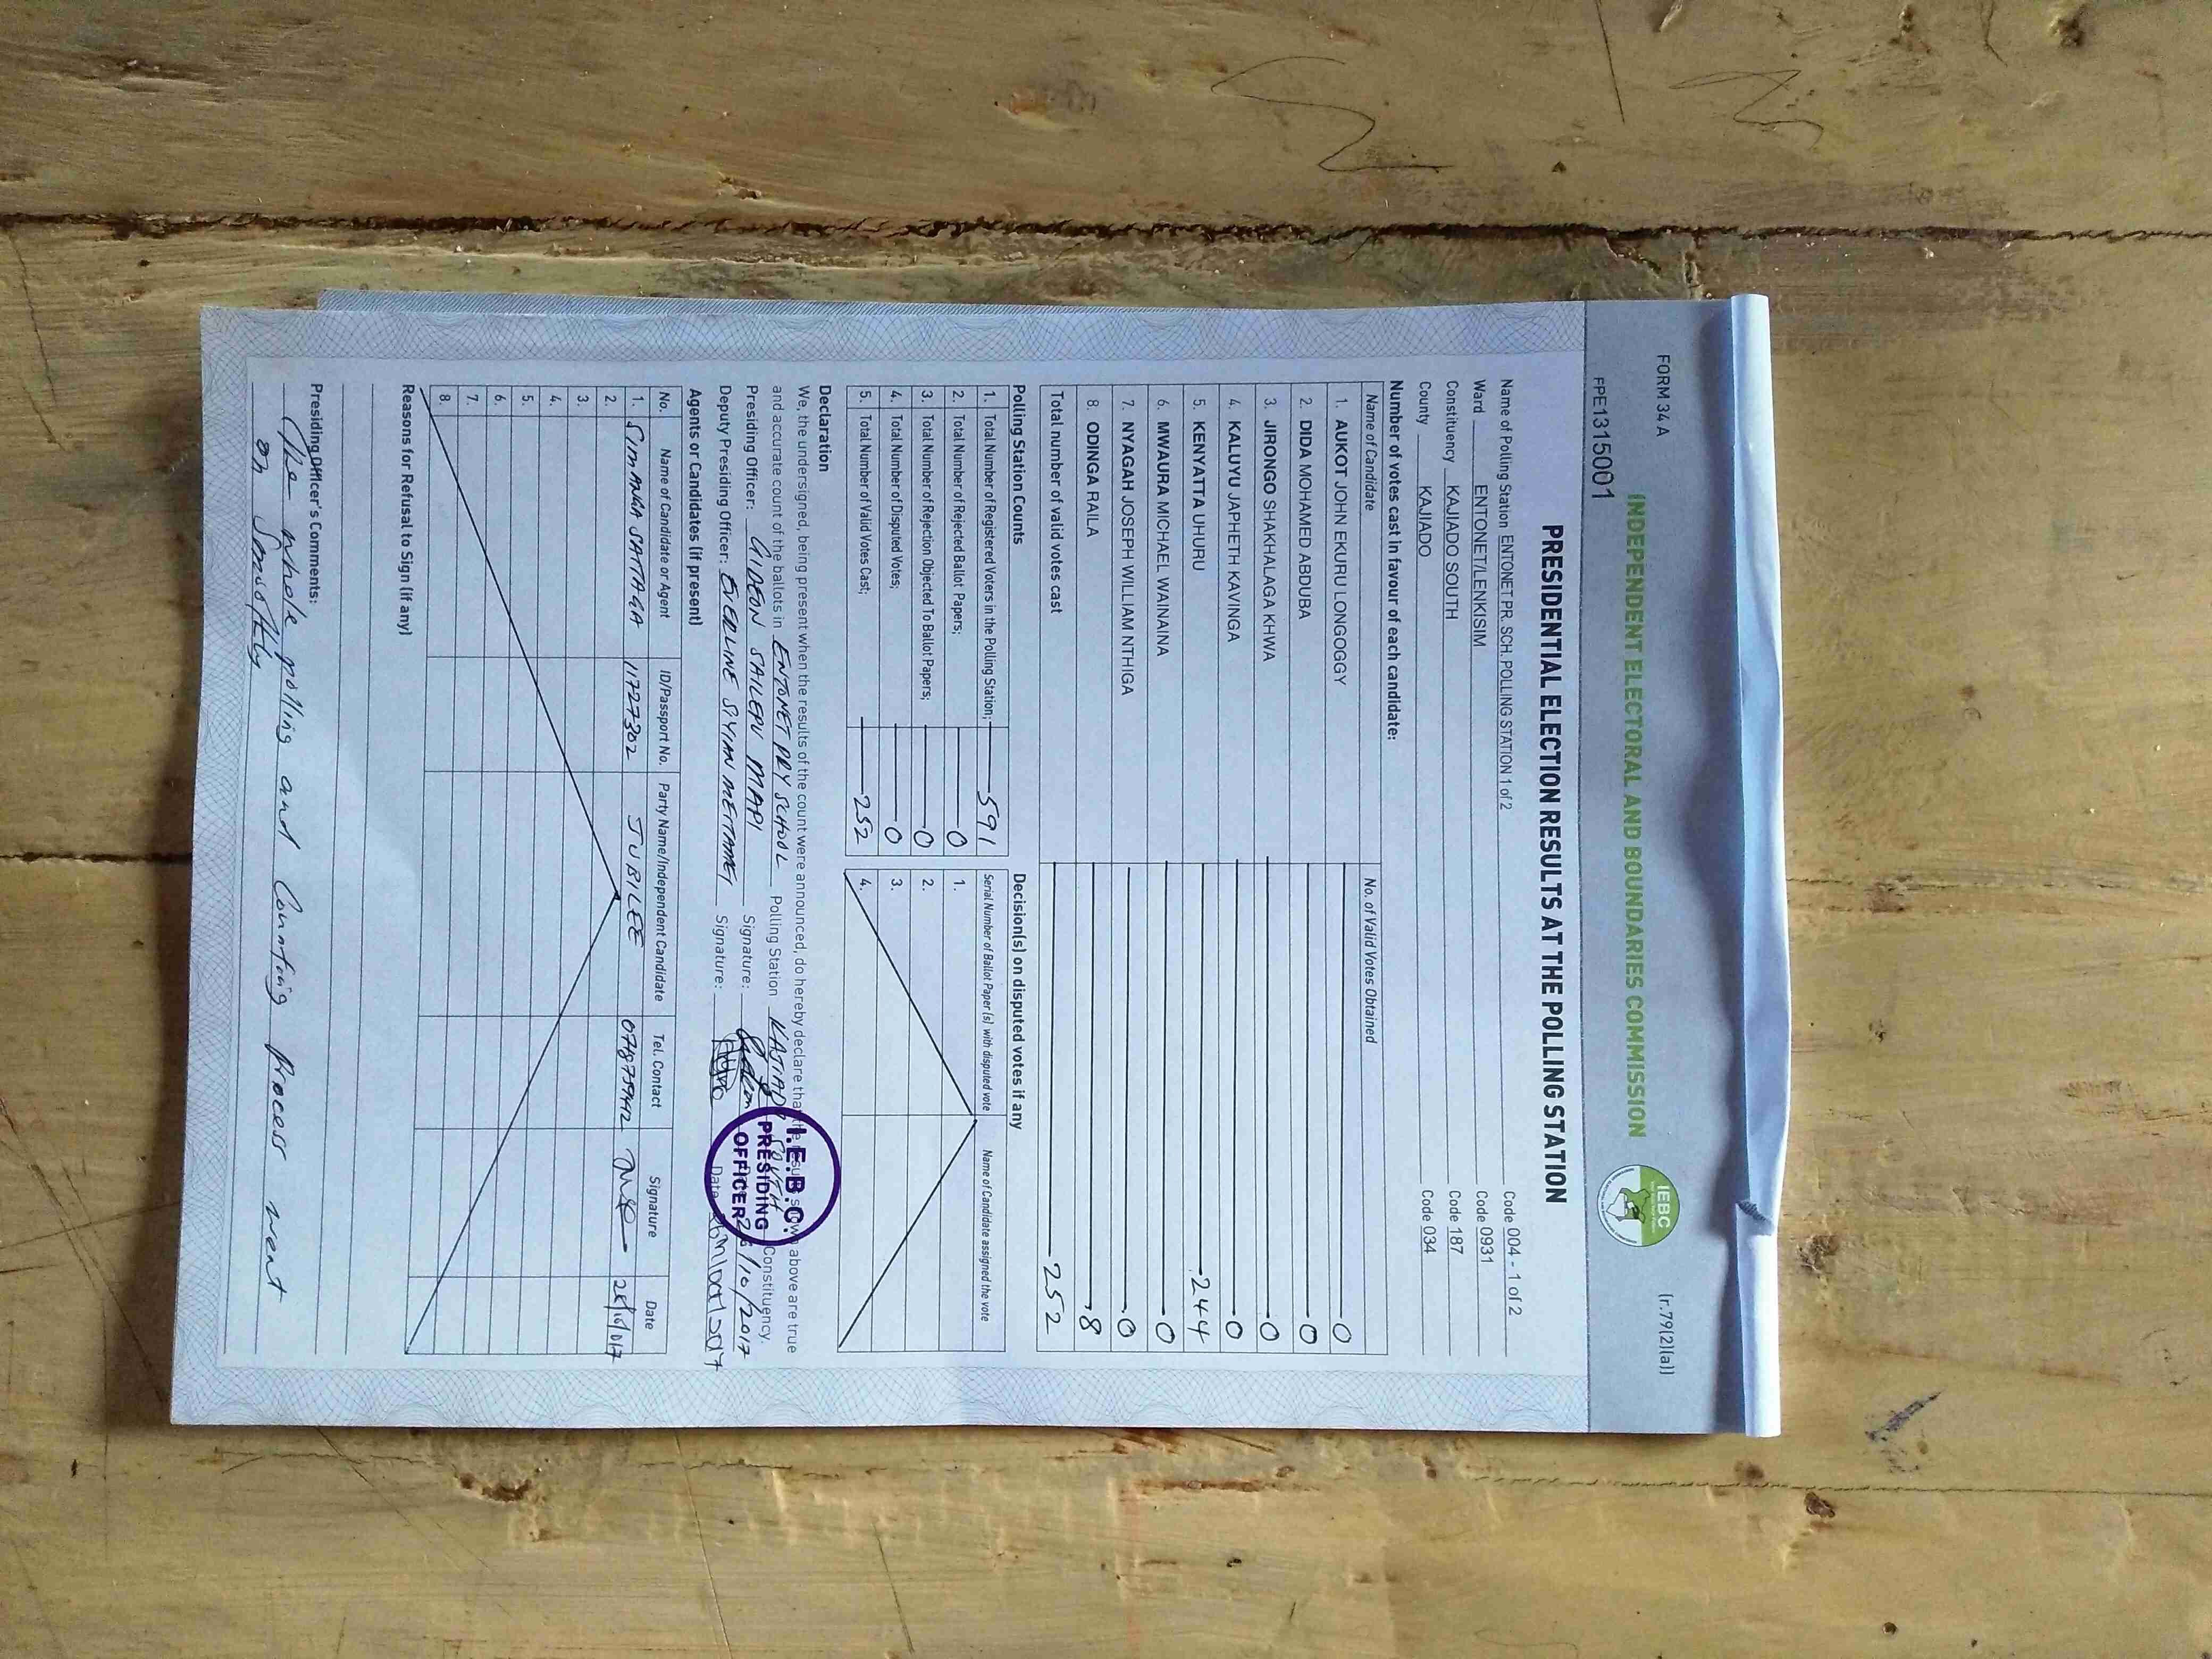 FORM 34 A
(r.79(2)(a))
INDEPENDENT ELECTORAL AND BOUNDARIES COMMISSION
IEBC
FPE1315001
PRESIDENTIAL ELECTION RESULTS AT THE POLLING STATION
Name of Polling Station ENTONET PR. SCH. POLLING STATION 1 of 2 Code 004 - 1 of 2
Ward ENTONET/LENKISIM Code 0931
Constituency KAJIADO SOUTH Code 187
County KAJIADO Code 034
Number of votes cast in favour of each candidate:
Name of Candidate No. of Valid Votes Obtained
1. AUKOT JOHN EKURU LONGOGGY 0
2. DIDA MOHAMED ABDUBA 0
3. JIRONGO SHAKHALAGA KHWA 0
4. KALUYU JAPHETH KAVINGA 0
5. KENYATTA UHURU 244
6. MWAURA MICHAEL WAINAINA 0
7. NYAGAH JOSEPH WILLIAM NTHIGA 0
8. ODINGA RAILA 8
Total number of valid votes cast 252
Polling Station Counts
1. Total Number of Registered Voters in the Polling Station; 591
2. Total Number of Rejected Ballot Papers; 0
3. Total Number of Rejection Objected To Ballot Papers; 0
4. Total Number of Disputed Votes; 0
5. Total Number of Valid Votes Cast; 252
Decision(s) on disputed votes if any
Serial Number of Ballot Paper (s) with disputed vote Name of Candidate assigned the vote
1.
2.
3.
4.
Declaration
We, the undersigned, being present when the results of the count were announced, do hereby declare that the results shown above are true
and accurate count of the ballots in ENTONET PRY SCHOOL Polling Station KAJIADO SOUTH Constituency.
Presiding Officer: GIDEON SAILEPU MAPI Signature: Date 26/10/2017
Deputy Presiding Officer: EVERLINE SIYIAN Signature: Date 26/10/2017
I.E.B.C.
PRESIDING
OFFICER
Agents or Candidates (if present)
No. Name of Candidate or Agent ID/Passport No. Party Name/Independent Candidate Tel. Contact Signature Date
1. SIMANGA SATAGA 11727302 JUBILEE
2.
3.
4.
5.
6.
7.
8.
Reasons for Refusal to Sign (if any)
Presiding Officer's Comments:
The whole polling and Counting process went
on Smoothly